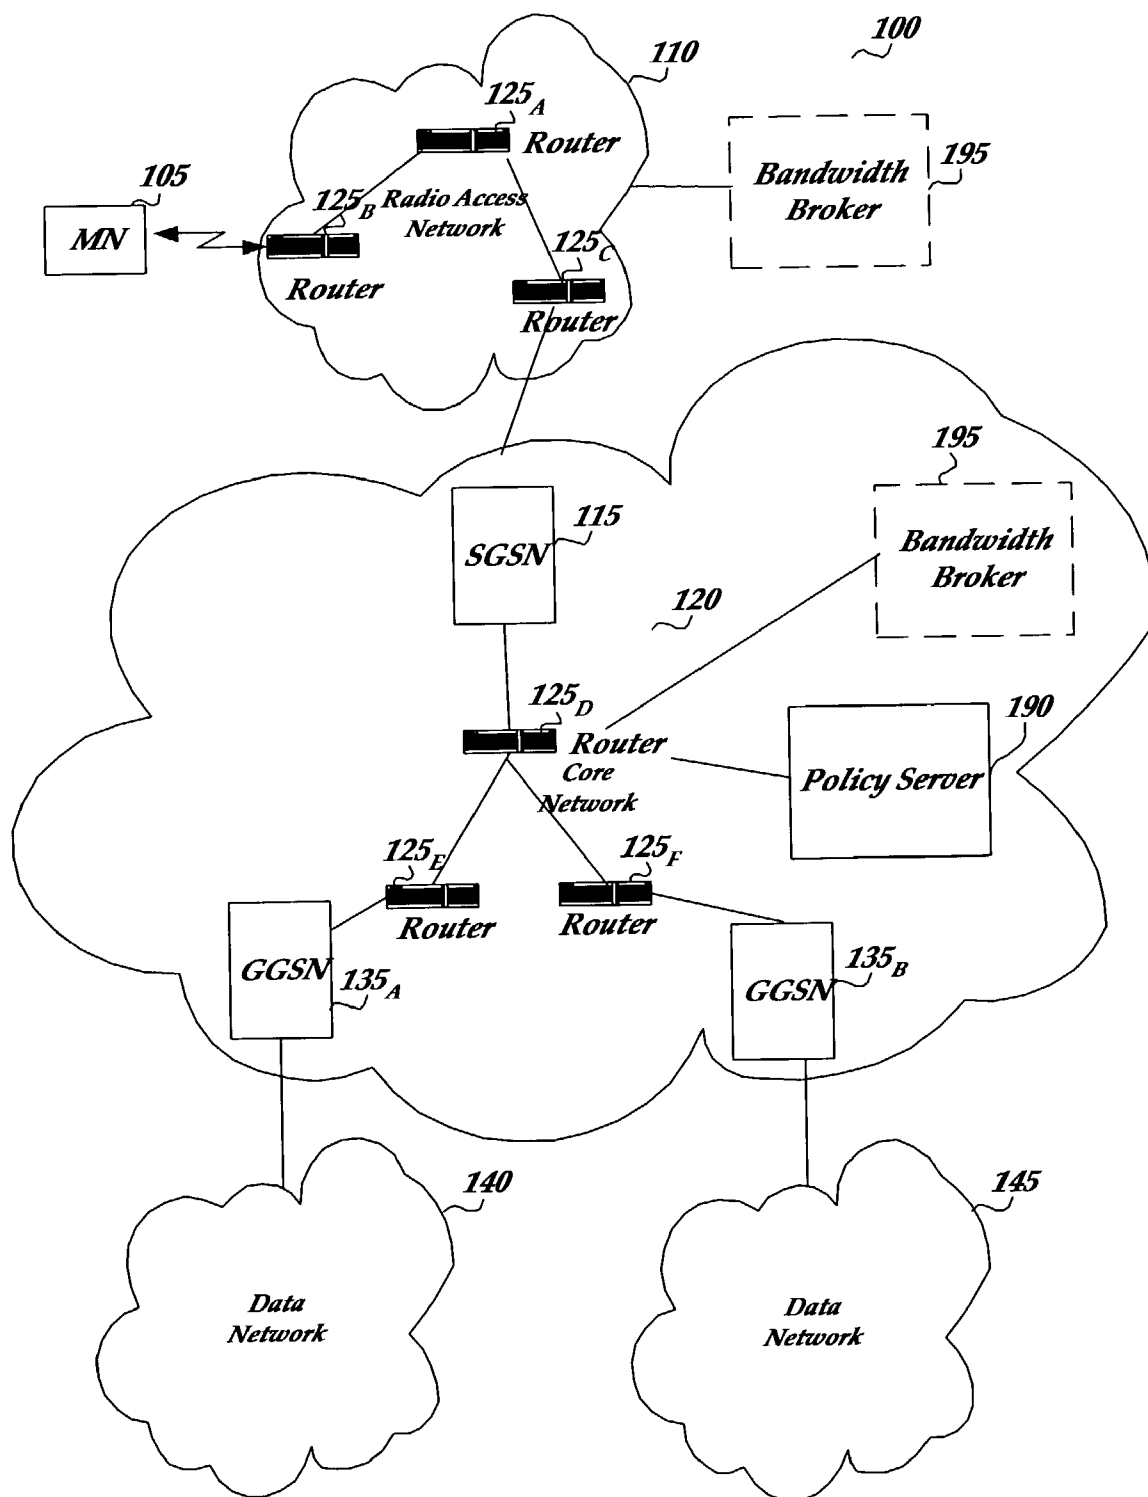 100
110
125A
Router
Bandwidth
Broker
195
105
MN
125B
Radio Access
Network
Router
125C
Router
195
Bandwidth
Broker
115
SGSN
120
125D
Router
Core
Network
190
Policy Server
125E
Router
125F
Router
GGSN
135A
GGSN
135B
140
Data
Network
145
Data
Network